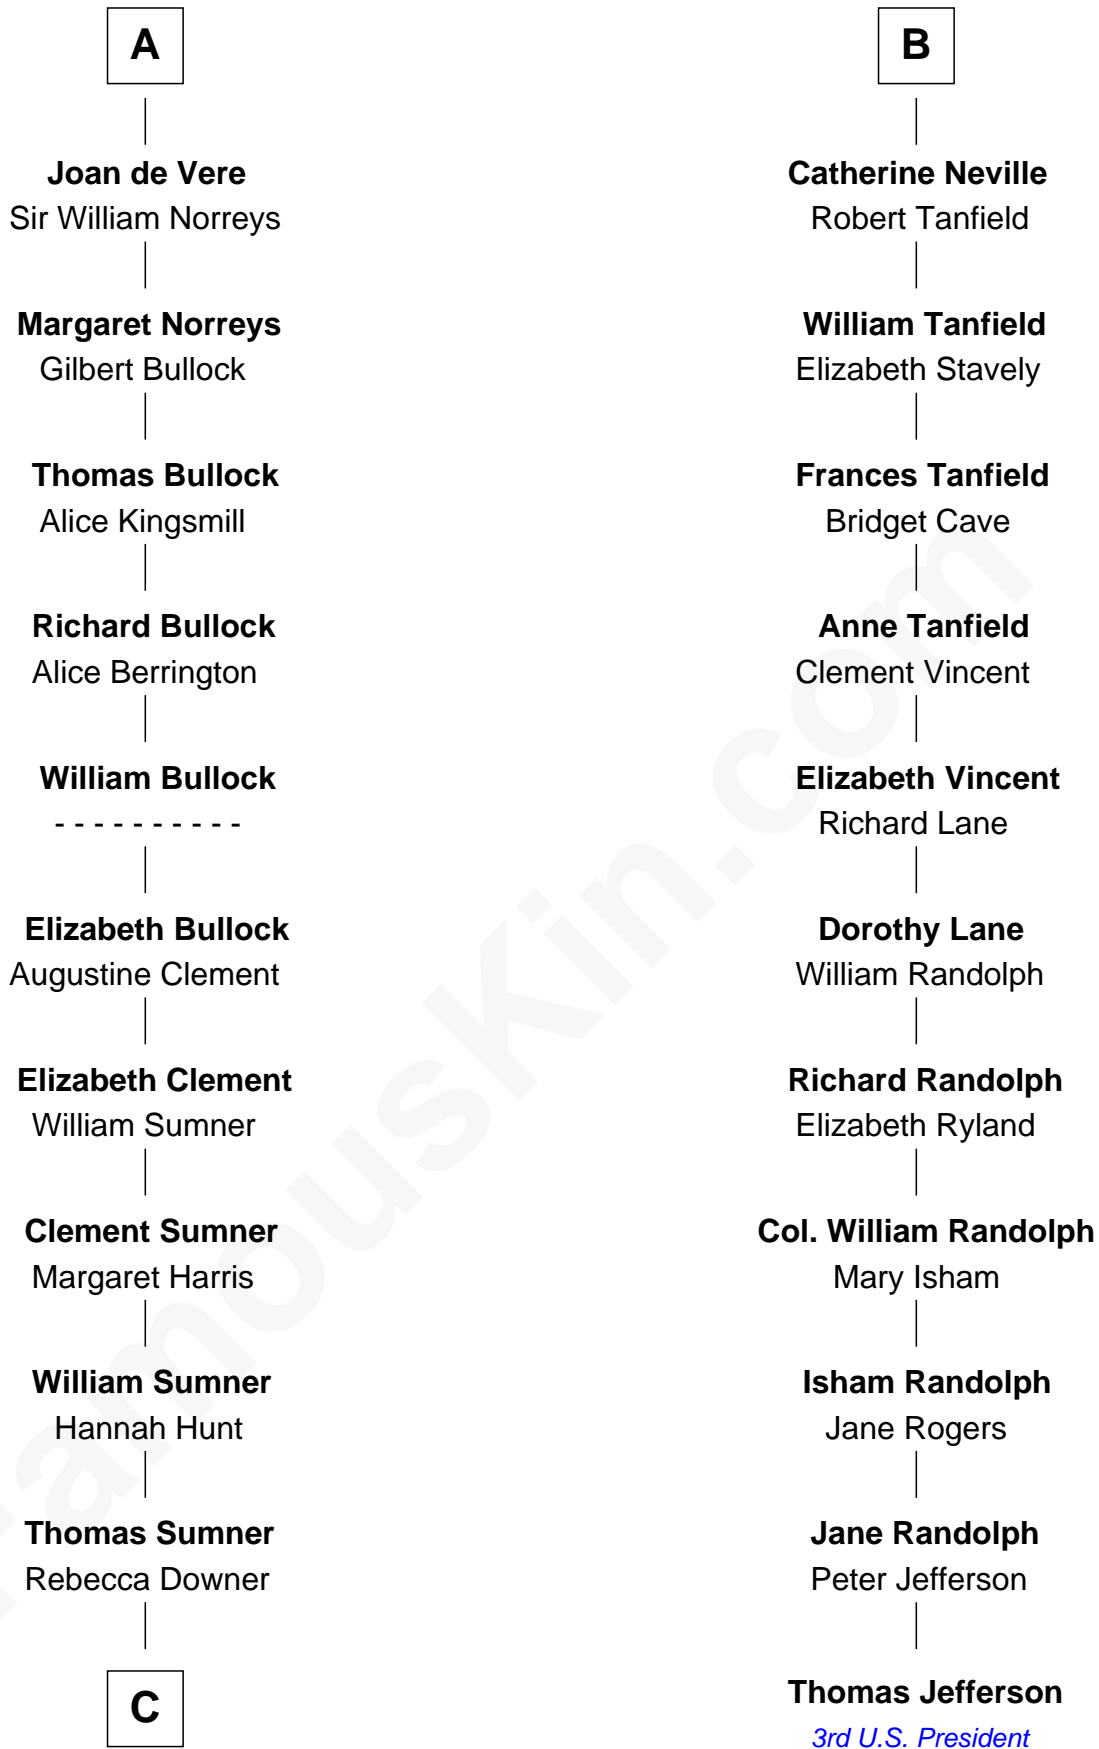 A
Joan de Vere
Sir William Norreys
Margaret Norreys
Gilbert Bullock
Thomas Bullock
Alice Kingsmill
Richard Bullock
Alice Berrington
William Bullock
- - - - - - - - - -
Elizabeth Bullock
Augustine Clement
Elizabeth Clement
William Sumner
Clement Sumner
Margaret Harris
William Sumner
Hannah Hunt
Thomas Sumner
Rebecca Downer
C
B
Catherine Neville
Robert Tanfield
William Tanfield
Elizabeth Stavely
Frances Tanfield
Bridget Cave
Anne Tanfield
Clement Vincent
Elizabeth Vincent
Richard Lane
Dorothy Lane
William Randolph
Richard Randolph
Elizabeth Ryland
Col. William Randolph
Mary Isham
Isham Randolph
Jane Rogers
Jane Randolph
Peter Jefferson
Thomas Jefferson
3rd U.S. President
FamousKin.com